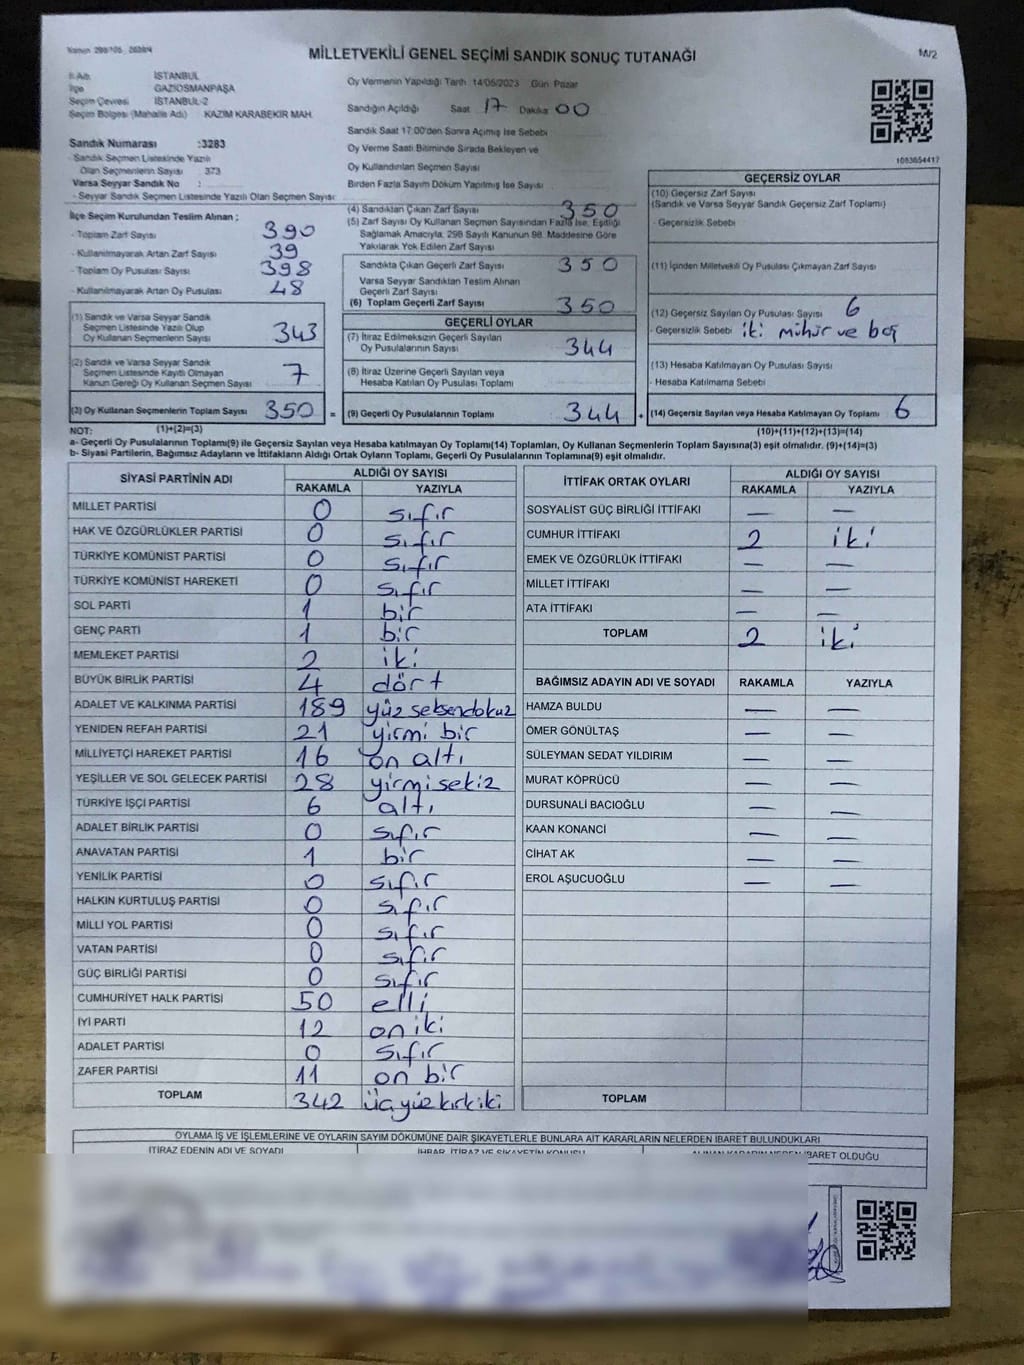 MİLLETVEKİLİ GENEL SEÇİMİ SANDIK SONUÇ TUTANAĞI
M/2
İl Adı İSTANBUL
İlçe GAZİOSMANPAŞA
Seçim Çevresi İSTANBUL-2
Seçim Bölgesi (Mahalle Adı) KAZIM KARABEKİR MAH.
Sandık Numarası :3283
- Sandık Seçmen Listesinde Yazılı
Olan Seçmenlerin Sayısı 373
Varsa Seyyar Sandık No :
- Seyyar Sandık Seçmen Listesinde Yazılı Olan Seçmen Sayısı:
Oy Vermenin Yapıldığı Tarih 14/05/2023 Gün Pazar
Sandığın Açıldığı Saat 17 Dakika 00
Sandık Saat 17.00'den Sonra Açılmış İse Sebebi
Oy Verme Saati Bitiminde Sırada Bekleyen ve
Oy Kullandırılan Seçmen Sayısı
Birden Fazla Sayım Döküm Yapılmış İse Sayısı
1083654417
İlçe Seçim Kurulundan Teslim Alınan ;
- Toplam Zarf Sayısı 390
- Kullanılmayarak Artan Zarf Sayısı 39
- Toplam Oy Pusulası Sayısı 398
- Kullanılmayarak Artan Oy Pusulası 48
(1) Sandık ve Varsa Seyyar Sandık
Seçmen Listesinde Yazılı Olup
Oy Kullanan Seçmenlerin Sayısı 343
(2) Sandık ve Varsa Seyyar Sandık
Seçmen Listesinde Kayıtlı Olmayan
Kanun Gereği Oy Kullanan Seçmen Sayısı 7
(3) Oy Kullanan Seçmenlerin Toplam Sayısı 350 =
(4) Sandıktan Çıkan Zarf Sayısı 350
(5) Zarf Sayısı Oy Kullanan Seçmen Sayısından Fazla İse, Eşitliği
Sağlamak Amacıyla, 298 Sayılı Kanunun 98. Maddesine Göre
Yakılarak Yok Edilen Zarf Sayısı
Sandıkta Çıkan Geçerli Zarf Sayısı 350
Varsa Seyyar Sandıktan Teslim Alınan
Geçerli Zarf Sayısı
(6) Toplam Geçerli Zarf Sayısı 350
GEÇERLİ OYLAR
(7) İtiraz Edilmeksizin Geçerli Sayılan
Oy Pusulalarının Sayısı 344
(8) İtiraz Üzerine Geçerli Sayılan veya
Hesaba Katılan Oy Pusulası Toplamı
(9) Geçerli Oy Pusulalarının Toplamı 344 +
GEÇERSİZ OYLAR
(10) Geçersiz Zarf Sayısı
(Sandık ve Varsa Seyyar Sandık Geçersiz Zarf Toplamı)
- Geçersizlik Sebebi
(11) İçinden Milletvekili Oy Pusulası Çıkmayan Zarf Sayısı
(12) Geçersiz Sayılan Oy Pusulası Sayısı 6
- Geçersizlik Sebebi iki mühür ve boş
(13) Hesaba Katılmayan Oy Pusulası Sayısı
- Hesaba Katılmama Sebebi
(14) Geçersiz Sayılan veya Hesaba Katılmayan Oy Toplamı 6
NOT: (1)+(2)=(3)
(10)+(11)+(12)+(13)=(14)
a- Geçerli Oy Pusulalarının Toplamı(9) ile Geçersiz Sayılan veya Hesaba katılmayan Oy Toplamı(14) Toplamları, Oy Kullanan Seçmenlerin Toplam Sayısına(3) eşit olmalıdır. (9)+(14)=(3)
b- Siyasi Partilerin, Bağımsız Adayların ve İttifakların Aldığı Ortak Oyların Toplamı, Geçerli Oy Pusulalarının Toplamına(9) eşit olmalıdır.
SİYASİ PARTİNİN ADI ALDIĞI OY SAYISI
RAKAMLA YAZIYLA
MİLLET PARTİSİ 0 sıfır
HAK VE ÖZGÜRLÜKLER PARTİSİ 0 sıfır
TÜRKİYE KOMÜNİST PARTİSİ 0 sıfır
TÜRKİYE KOMÜNİST HAREKETİ 0 sıfır
SOL PARTİ 1 bir
GENÇ PARTİ 1 bir
MEMLEKET PARTİSİ 2 iki
BÜYÜK BİRLİK PARTİSİ 4 dört
ADALET VE KALKINMA PARTİSİ 189 yüz seksendokuz
YENİDEN REFAH PARTİSİ 21 yirmi bir
MİLLİYETÇİ HAREKET PARTİSİ 16 on altı
YEŞİLLER VE SOL GELECEK PARTİSİ 28 yirmi sekiz
TÜRKİYE İŞÇİ PARTİSİ 6 altı
ADALET BİRLİK PARTİSİ 0 sıfır
ANAVATAN PARTİSİ 1 bir
YENİLİK PARTİSİ 0 sıfır
HALKIN KURTULUŞ PARTİSİ 0 sıfır
MİLLİ YOL PARTİSİ 0 sıfır
VATAN PARTİSİ 0 sıfır
GÜÇ BİRLİĞİ PARTİSİ 0 sıfır
CUMHURİYET HALK PARTİSİ 50 elli
İYİ PARTİ 12 on iki
ADALET PARTİSİ 0 sıfır
ZAFER PARTİSİ 11 on bir
TOPLAM 342 üçyüzkırkiki
İTTİFAK ORTAK OYLARI ALDIĞI OY SAYISI
RAKAMLA YAZIYLA
SOSYALİST GÜÇ BİRLİĞİ İTTİFAKI — —
CUMHUR İTTİFAKI 2 iki
EMEK VE ÖZGÜRLÜK İTTİFAKI — —
MİLLET İTTİFAKI — —
ATA İTTİFAKI — —
TOPLAM 2 iki
BAĞIMSIZ ADAYIN ADI VE SOYADI RAKAMLA YAZIYLA
HAMZA BULDU — —
ÖMER GÖNÜLTAŞ — —
SÜLEYMAN SEDAT YILDIRIM — —
MURAT KÖPRÜCÜ — —
DURSUNALİ BACIOĞLU — —
KAAN KONANCİ — —
CİHAT AK — —
EROL AŞUCUOĞLU — —
TOPLAM
OYLAMA İŞ VE İŞLEMLERİNE VE OYLARIN SAYIM DÖKÜMÜNE DAİR ŞİKAYETLERLE BUNLARA AİT KARARLARIN NELERDEN İBARET BULUNDUKLARI
İTİRAZ EDENİN ADI VE SOYADI İHBAR, İTİRAZ VE ŞİKAYETİN KONUSU İBARET OLDUĞU